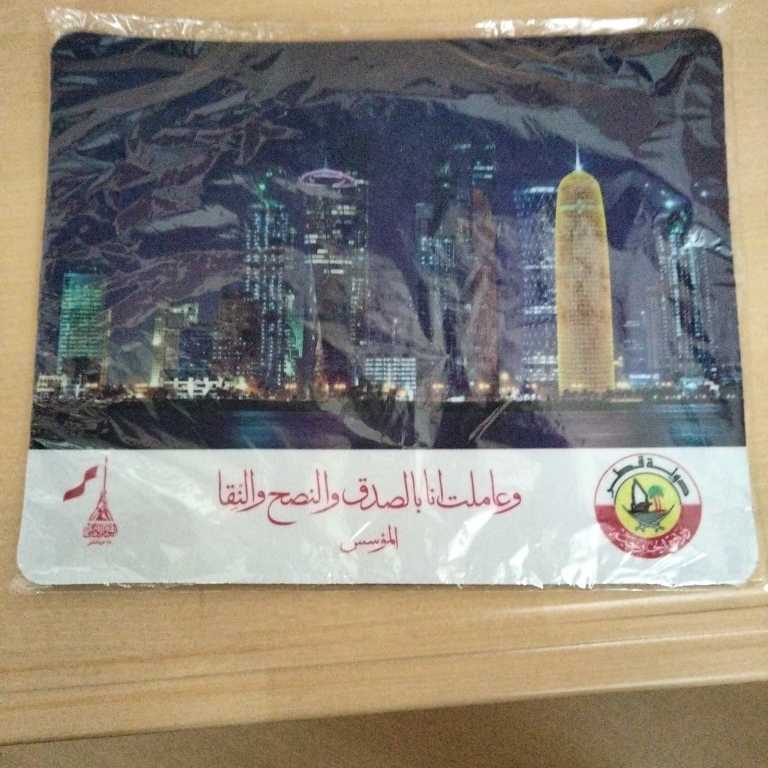 وعاملت انا بالصدق والنصح والنقا
المؤسس
دولة قطر